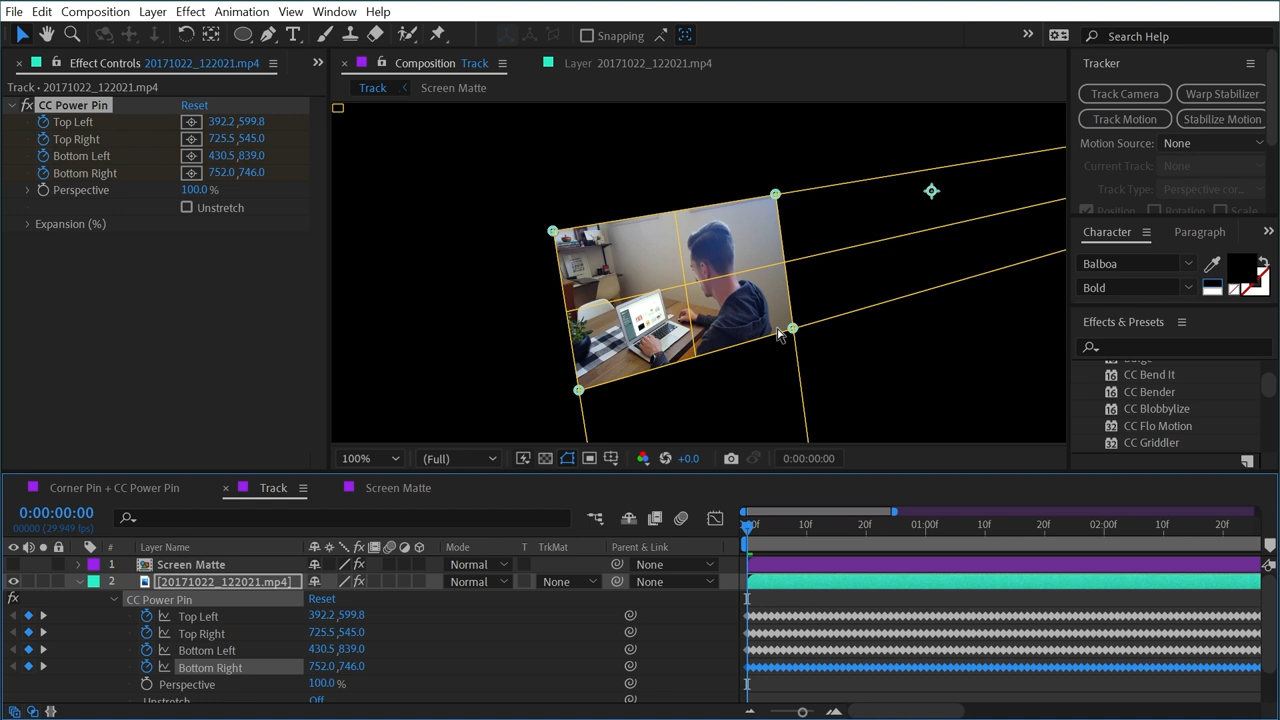 File Edit Composition Layer Effect Animation View Window Help
Snapping
Search Help
Effect Controls 20171022_122021.mp4
Track • 20171022_122021.mp4
fx CC Power Pin Reset
Top Left 392.2,599.8
Top Right 725.5,545.0
Bottom Left 430.5,839.0
Bottom Right 752.0,746.0
Perspective 100.0 %
Unstretch
Expansion (%)
Composition Track
Layer 20171022_122021.mp4
Track Screen Matte
100% (Full) +0.0 0:00:00:00
Tracker
Track Camera Warp Stabilizer
Track Motion Stabilize Motion
Motion Source: None
Current Track: None
Track Type: Perspective cor...
Position Rotation Scale
Character Paragraph
Balboa
Bold
Effects & Presets
CC Bend It
CC Bender
CC Blobbylize
CC Flo Motion
CC Griddler
Corner Pin + CC Power Pin Track Screen Matte
0:00:00:00
00000 (29.949 fps)
10f 20f 01:00f 10f 20f 02:00f 10f 20f
# Layer Name Mode T TrkMat Parent & Link
1 Screen Matte Normal None
2 [20171022_122021.mp4] Normal None None
CC Power Pin Reset
Top Left 392.2,599.8
Top Right 725.5,545.0
Bottom Left 430.5,839.0
Bottom Right 752.0,746.0
Perspective 100.0 %
Unstretch Off